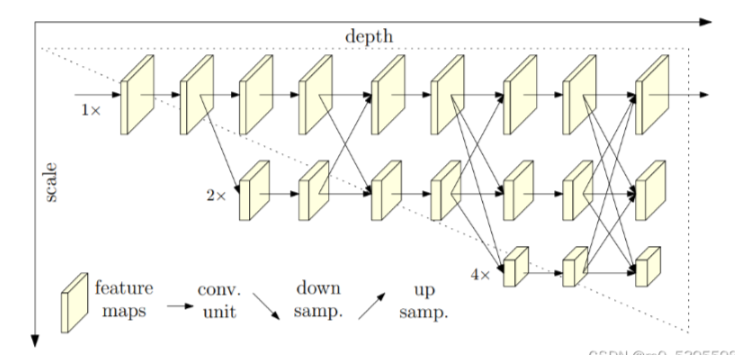 depth
1×
scale
2×
4×
feature maps
conv. unit
down samp.
up samp.